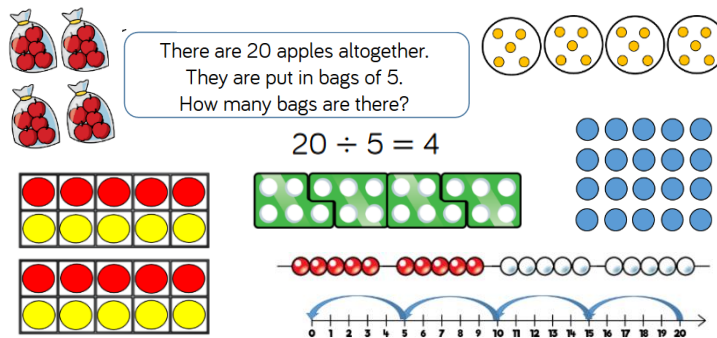 There are 20 apples altogether.
They are put in bags of 5.
How many bags are there?
20 ÷ 5 = 4
0 1 2 3 4 5 6 7 8 9 10 11 12 13 14 15 16 17 18 19 20